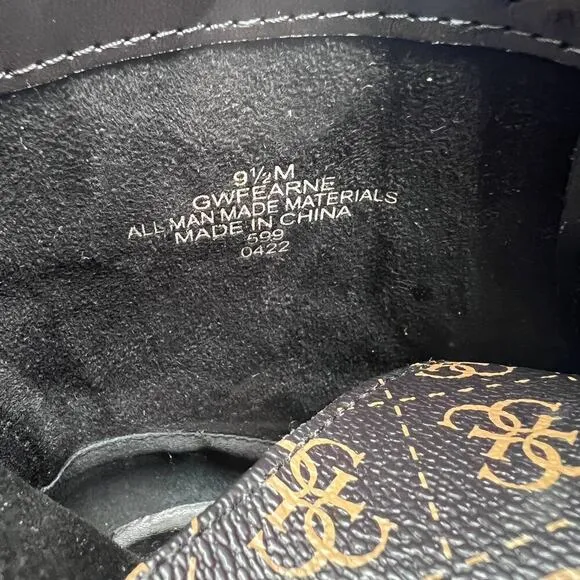 9½M
GWFEARNE
ALL MAN MADE MATERIALS
MADE IN CHINA
599
0422